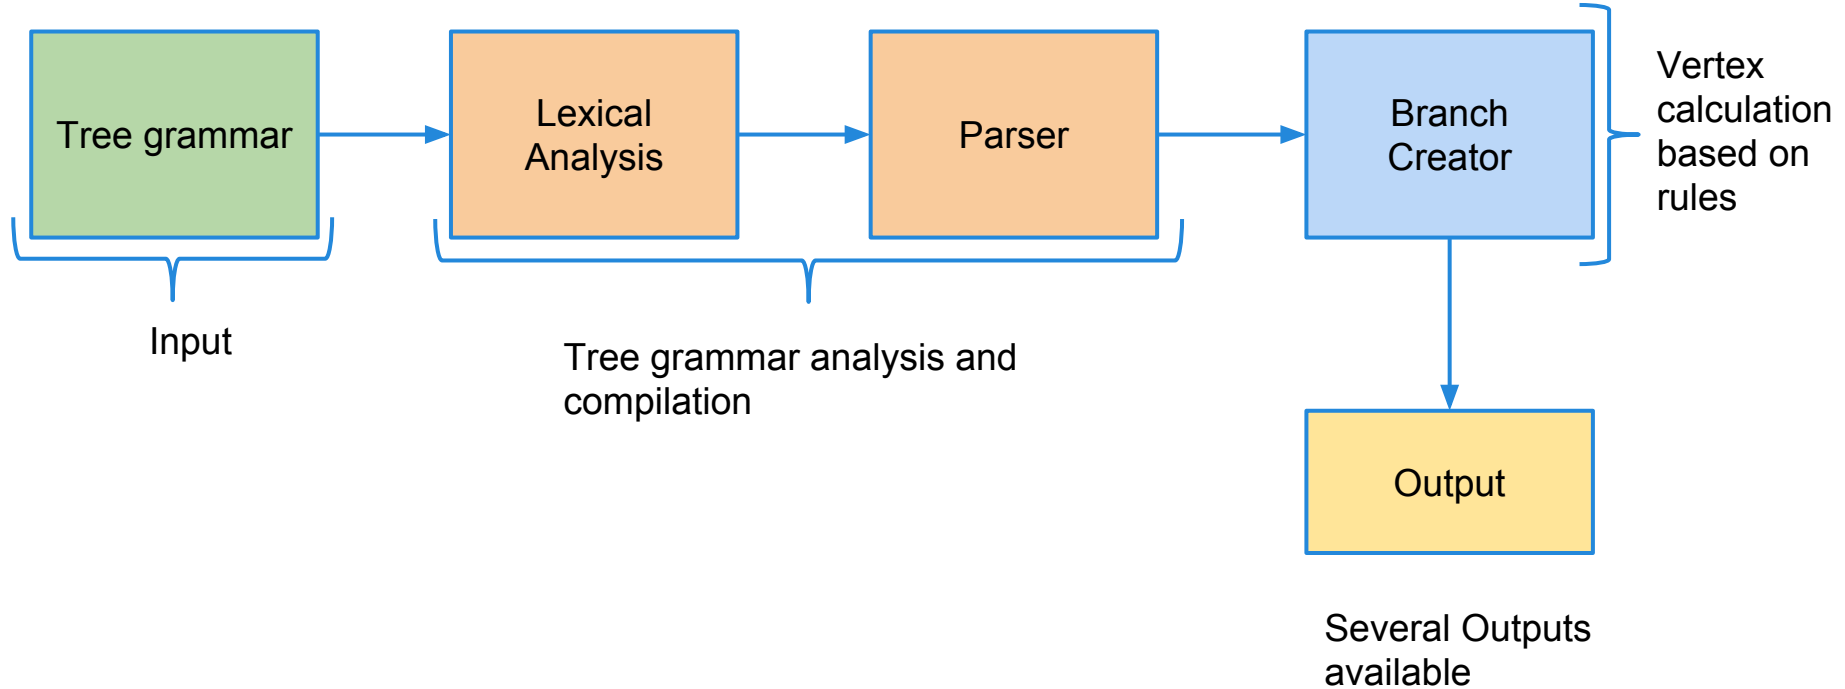 Tree grammar
Lexical
Analysis
Parser
Branch
Creator
Vertex
calculation
based on
rules
Input
Tree grammar analysis and
compilation
Output
Several Outputs
available